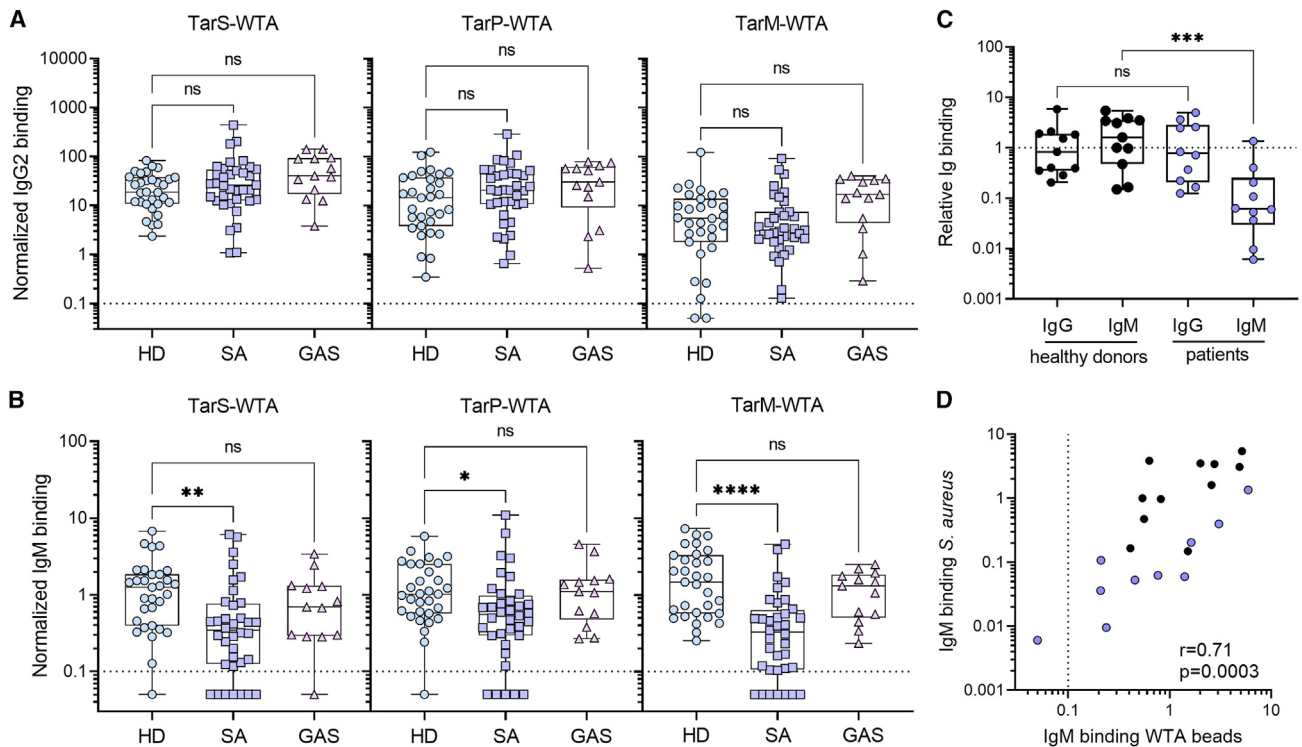 A
TarS-WTA
TarP-WTA
TarM-WTA
Normalized IgG2 binding
10000
1000
100
10
1
0.1
ns
ns
ns
ns
ns
ns
HD
SA
GAS
HD
SA
GAS
HD
SA
GAS
B
TarS-WTA
TarP-WTA
TarM-WTA
Normalized IgM binding
100
10
1
0.1
ns
**
ns
*
ns
****
HD
SA
GAS
HD
SA
GAS
HD
SA
GAS
C
Relative Ig binding
100
10
1
0.1
0.01
0.001
***
ns
IgG
IgM
IgG
IgM
healthy donors
patients
D
IgM binding S. aureus
10
1
0.1
0.01
0.001
r=0.71
p=0.0003
0.1
1
10
IgM binding WTA beads